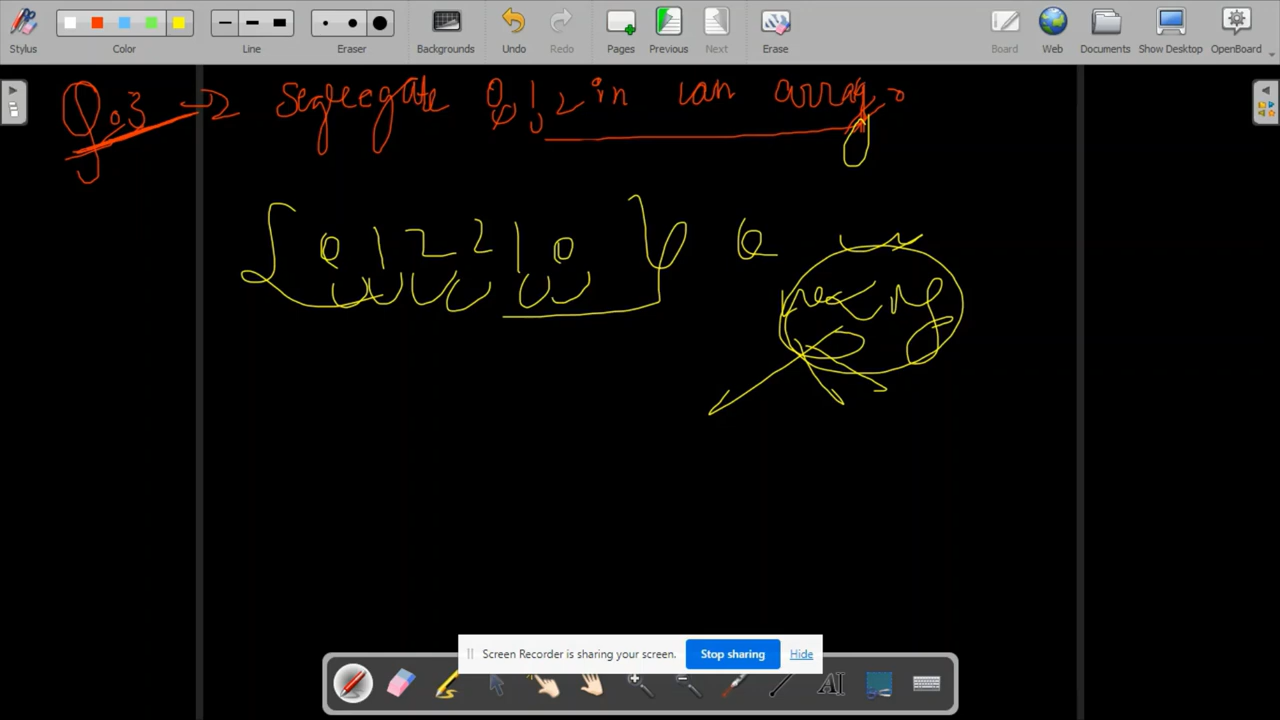 Stylus Color Line Eraser Backgrounds Undo Redo Pages Previous Next Erase Board Web Documents Show Desktop OpenBoard
Q.3 → segreegate 0, 1, 2 in an array
{ 0 1 2 2 1 0 }
Screen Recorder is sharing your screen. Stop sharing Hide
AI